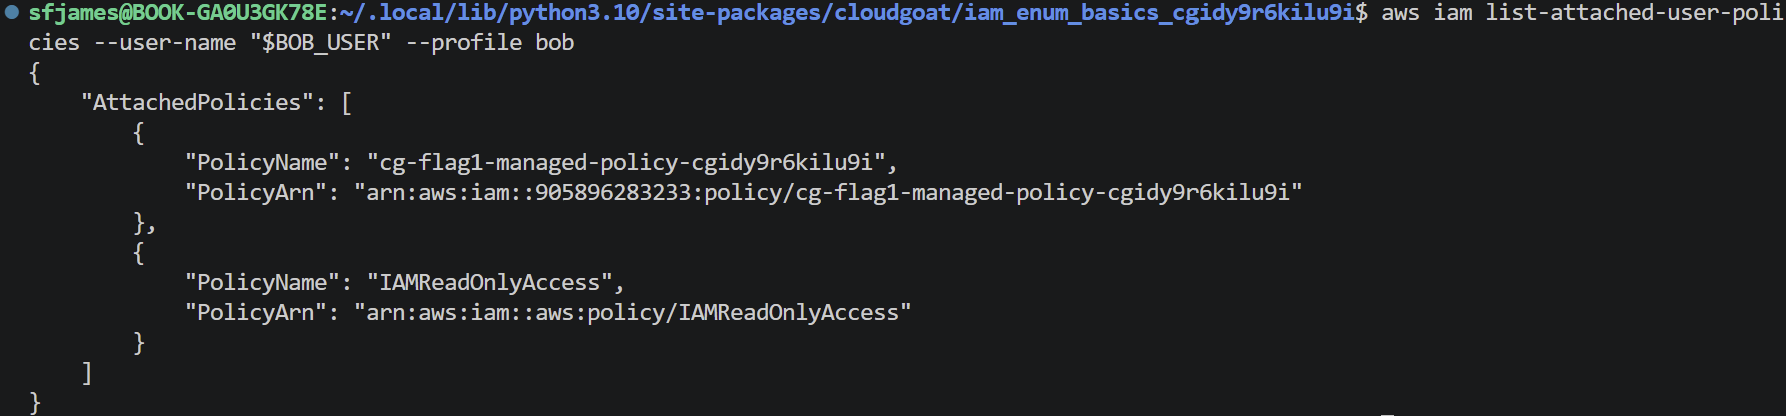 sfjames@BOOK-GA0U3GK78E:~/.local/lib/python3.10/site-packages/cloudgoat/iam_enum_basics_cgidy9r6kilu9i$ aws iam list-attached-user-poli
cies --user-name "$BOB_USER" --profile bob
{
    "AttachedPolicies": [
        {
            "PolicyName": "cg-flag1-managed-policy-cgidy9r6kilu9i",
            "PolicyArn": "arn:aws:iam::905896283233:policy/cg-flag1-managed-policy-cgidy9r6kilu9i"
        },
        {
            "PolicyName": "IAMReadOnlyAccess",
            "PolicyArn": "arn:aws:iam::aws:policy/IAMReadOnlyAccess"
        }
    ]
}